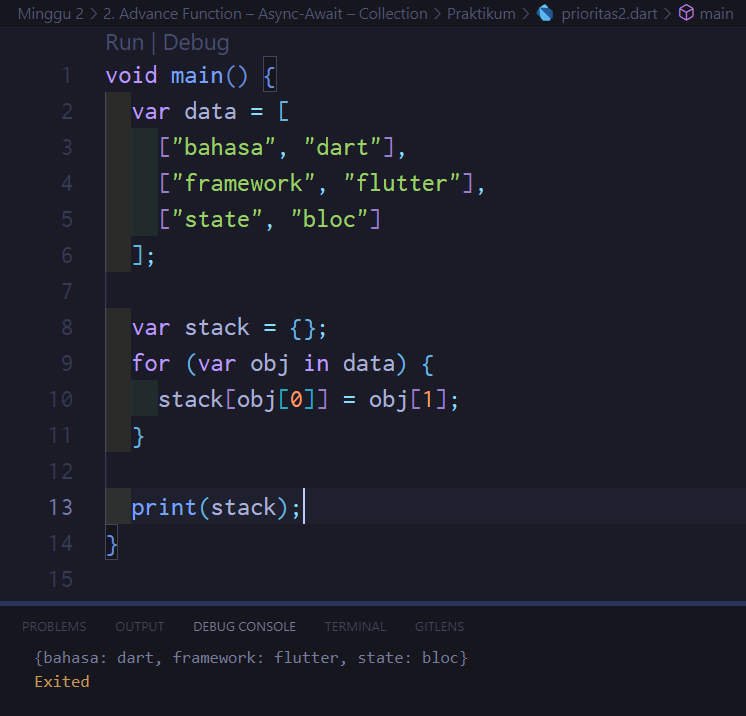 Minggu 2 > 2. Advance Function – Async-Await – Collection > Praktikum > prioritas2.dart > main
Run | Debug
1 void main() {
2   var data = [
3     ["bahasa", "dart"],
4     ["framework", "flutter"],
5     ["state", "bloc"]
6   ];
7
8   var stack = {};
9   for (var obj in data) {
10     stack[obj[0]] = obj[1];
11   }
12
13   print(stack);
14 }
15
PROBLEMS OUTPUT DEBUG CONSOLE TERMINAL GITLENS
{bahasa: dart, framework: flutter, state: bloc}
Exited